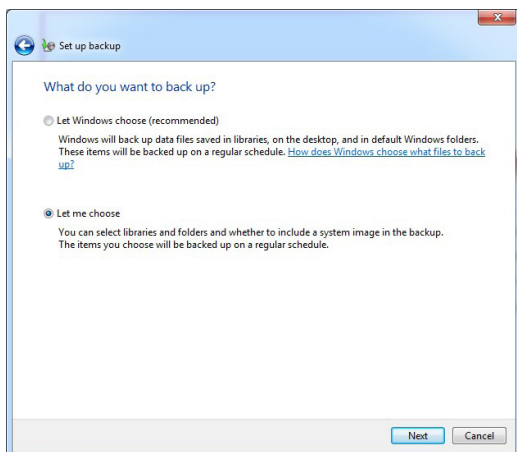 Set up backup
What do you want to back up?
Let Windows choose (recommended)
Windows will back up data files saved in libraries, on the desktop, and in default Windows folders.
These items will be backed up on a regular schedule. How does Windows choose what files to back
up?
Let me choose
You can select libraries and folders and whether to include a system image in the backup.
The items you choose will be backed up on a regular schedule.
Next Cancel